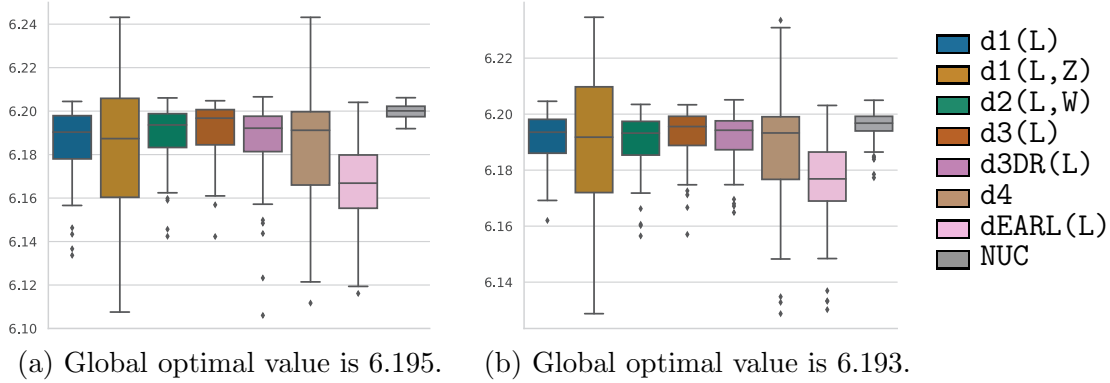 6.24
6.22
6.20
6.18
6.16
6.14
6.12
6.10
6.22
6.20
6.18
6.16
6.14
d1(L)
d1(L,Z)
d2(L,W)
d3(L)
d3DR(L)
d4
dEARL(L)
NUC
(a) Global optimal value is 6.195.
(b) Global optimal value is 6.193.